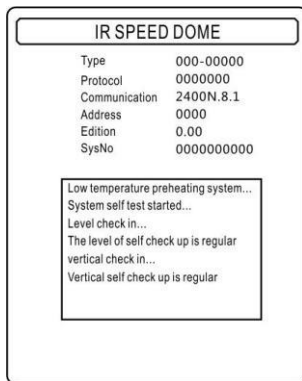 IR SPEED DOME
Type 000-00000
Protocol 0000000
Communication 2400N.8.1
Address 0000
Edition 0.00
SysNo 0000000000
Low temperature preheating system...
System self test started...
Level check in...
The level of self check up is regular
vertical check in...
Vertical self check up is regular